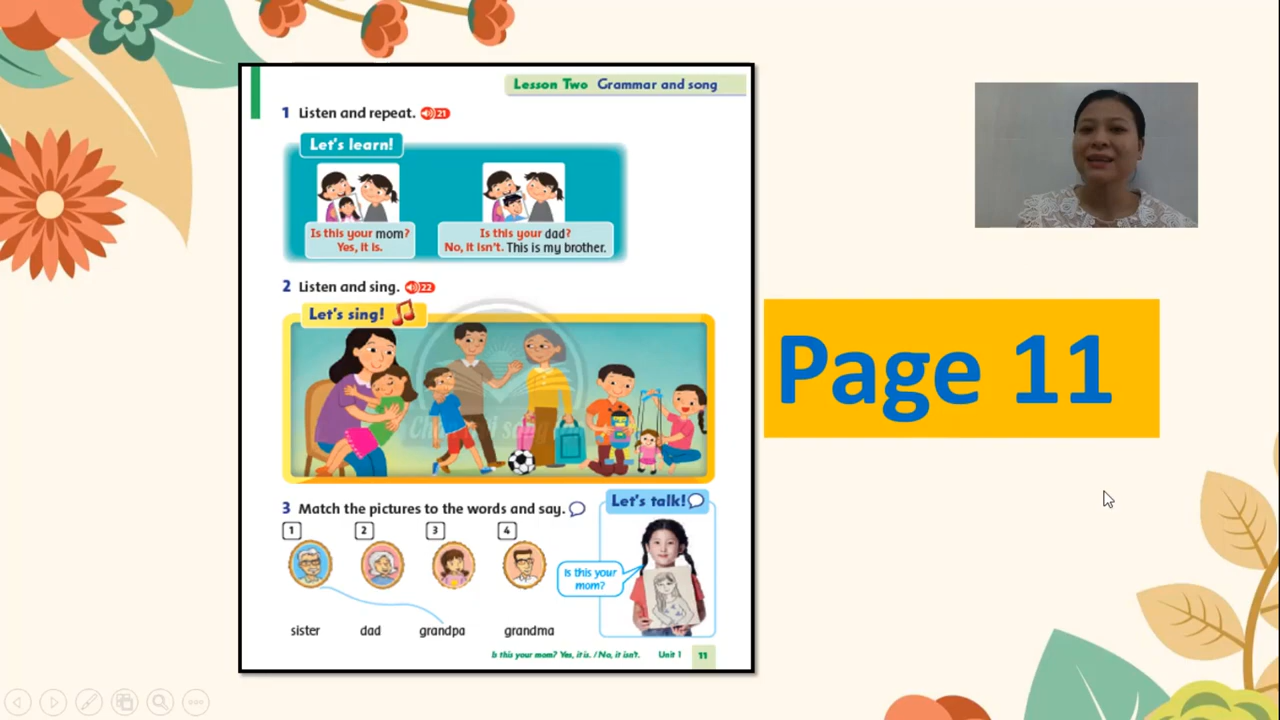 Lesson Two Grammar and song
1 Listen and repeat. 21
Let's learn!
Is this your mom?
Yes, it is.
Is this your dad?
No, it isn't. This is my brother.
2 Listen and sing. 22
Let's sing!
3 Match the pictures to the words and say.
1 2 3 4
sister dad grandpa grandma
Let's talk!
Is this your
mom?
Is this your mom? Yes, it is. / No, it isn't. Unit 1 11
Page 11